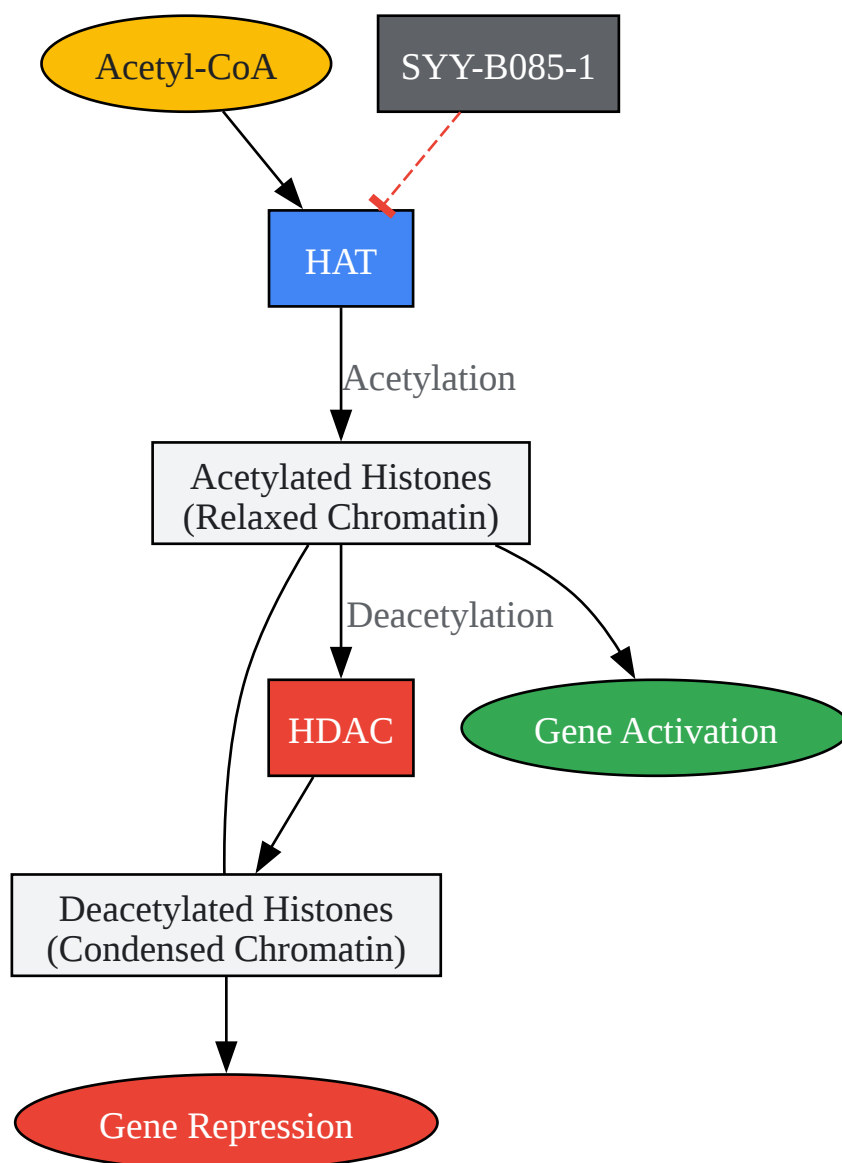 Acetyl-CoA
SYY-B085-1
HAT
Acetylation
Acetylated Histones
(Relaxed Chromatin)
Deacetylation
HDAC
Gene Activation
Deacetylated Histones
(Condensed Chromatin)
Gene Repression